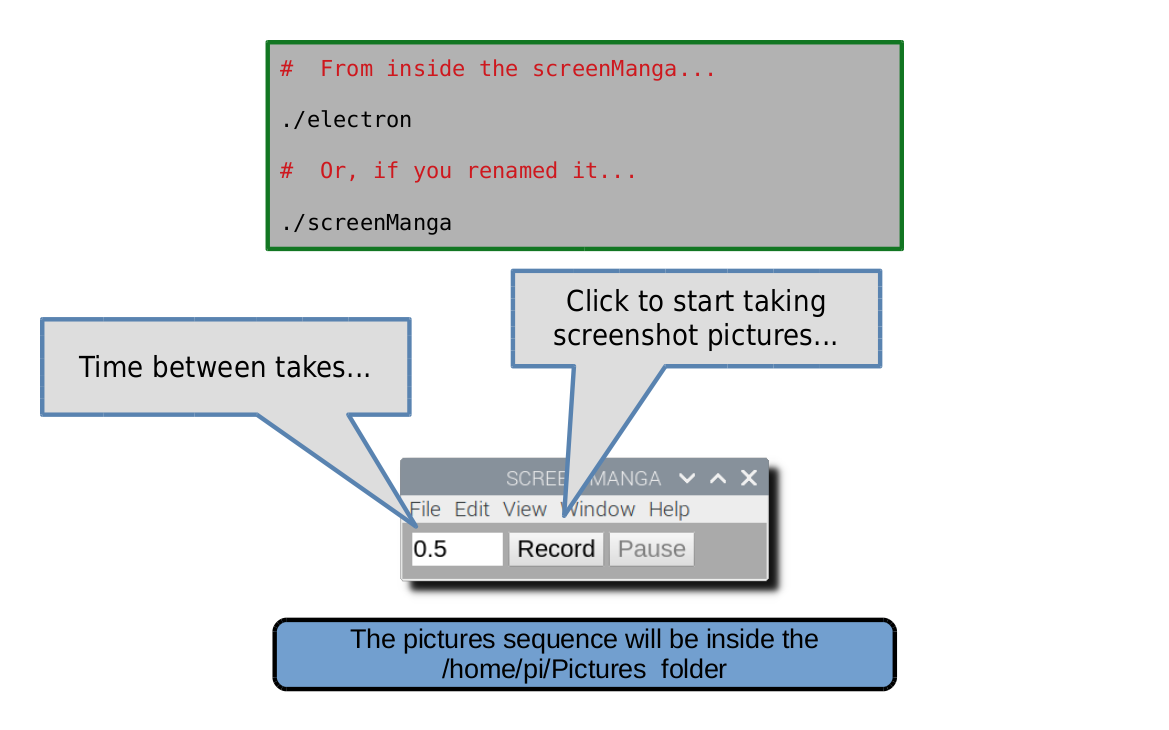 #  From inside the screenManga...
./electron
#  Or, if you renamed it...
./screenManga
Click to start taking
screenshot pictures...
Time between takes...
SCREE MANGA
File Edit View Window Help
0.5 Record Pause
The pictures sequence will be inside the
/home/pi/Pictures  folder